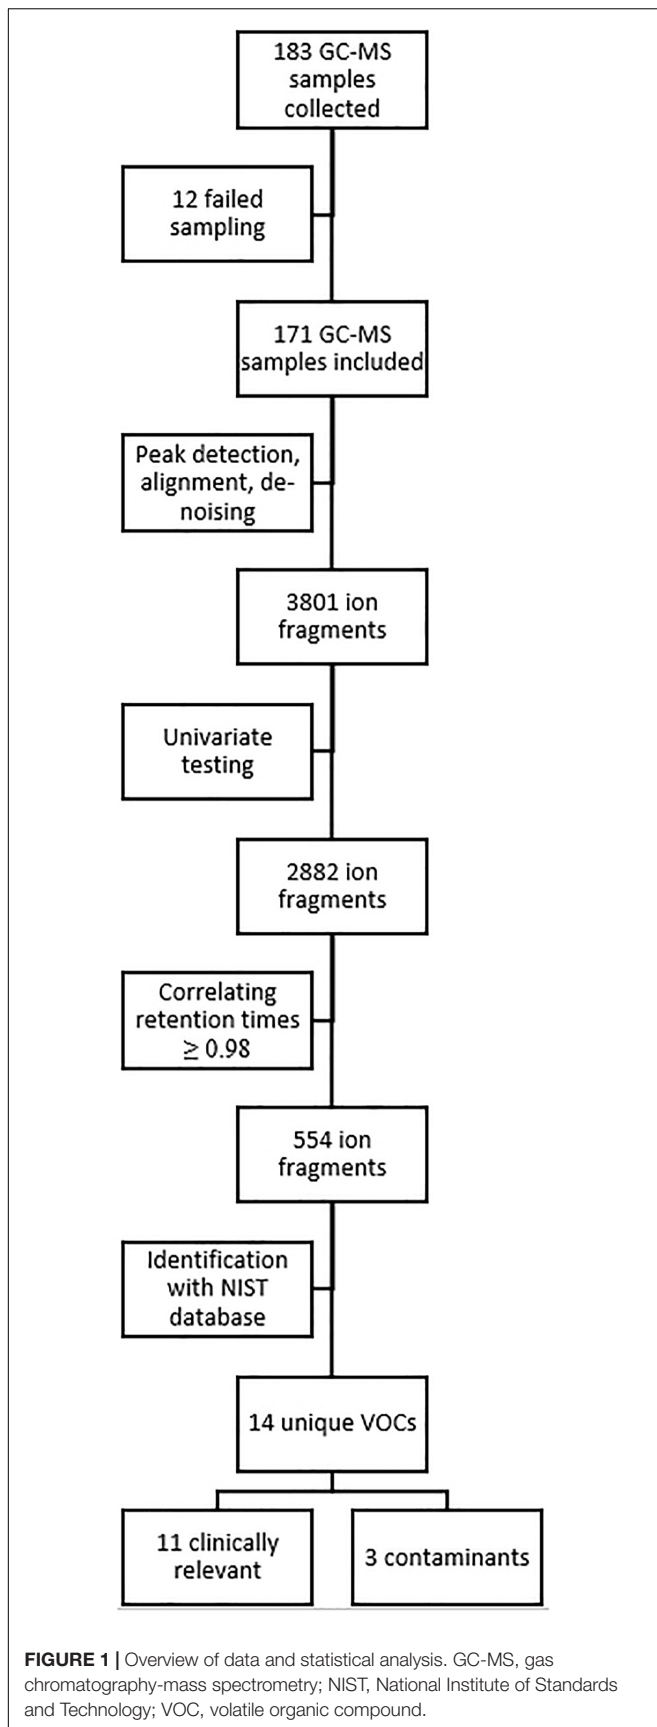 183 GC-MS
samples
collected
12 failed
sampling
171 GC-MS
samples included
Peak detection,
alignment, de-
noising
3801 ion
fragments
Univariate
testing
2882 ion
fragments
Correlating
retention times
≥ 0.98
554 ion
fragments
Identification
with NIST
database
14 unique VOCs
11 clinically
relevant
3 contaminants
FIGURE 1 | Overview of data and statistical analysis. GC-MS, gas
chromatography-mass spectrometry; NIST, National Institute of Standards
and Technology; VOC, volatile organic compound.